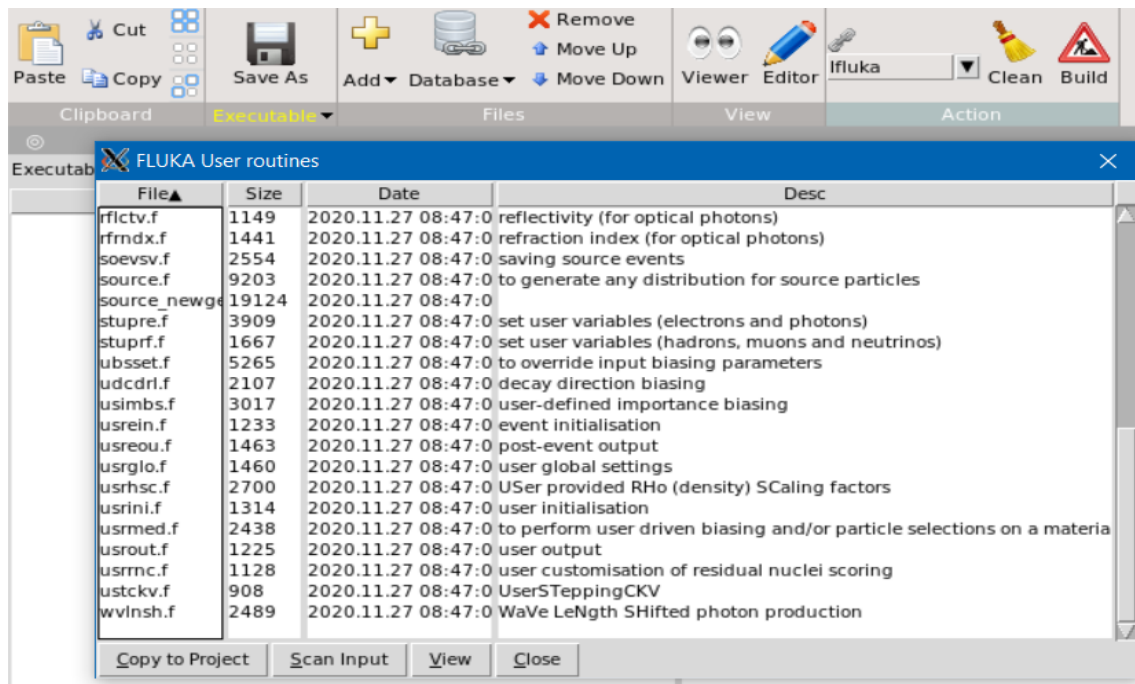 Paste Cut Copy Save As Add Database Remove Move Up Move Down Viewer Editor lfluka Clean Build
Clipboard Executable Files View Action
Executab
FLUKA User routines
File Size Date Desc
rflctv.f 1149 2020.11.27 08:47:0 reflectivity (for optical photons)
rfrndx.f 1441 2020.11.27 08:47:0 refraction index (for optical photons)
soevsv.f 2554 2020.11.27 08:47:0 saving source events
source.f 9203 2020.11.27 08:47:0 to generate any distribution for source particles
source_newge 19124 2020.11.27 08:47:0
stupre.f 3909 2020.11.27 08:47:0 set user variables (electrons and photons)
stuprf.f 1667 2020.11.27 08:47:0 set user variables (hadrons, muons and neutrinos)
ubsset.f 5265 2020.11.27 08:47:0 to override input biasing parameters
udcdrl.f 2107 2020.11.27 08:47:0 decay direction biasing
usimbs.f 3017 2020.11.27 08:47:0 user-defined importance biasing
usrein.f 1233 2020.11.27 08:47:0 event initialisation
usreou.f 1463 2020.11.27 08:47:0 post-event output
usrglo.f 1460 2020.11.27 08:47:0 user global settings
usrhsc.f 2700 2020.11.27 08:47:0 USer provided RHo (density) SCaling factors
usrini.f 1314 2020.11.27 08:47:0 user initialisation
usrmed.f 2438 2020.11.27 08:47:0 to perform user driven biasing and/or particle selections on a materia
usrout.f 1225 2020.11.27 08:47:0 user output
usrrnc.f 1128 2020.11.27 08:47:0 user customisation of residual nuclei scoring
ustckv.f 908 2020.11.27 08:47:0 UserSTeppingCKV
wvlnsh.f 2489 2020.11.27 08:47:0 WaVe LeNgth SHifted photon production
Copy to Project Scan Input View Close